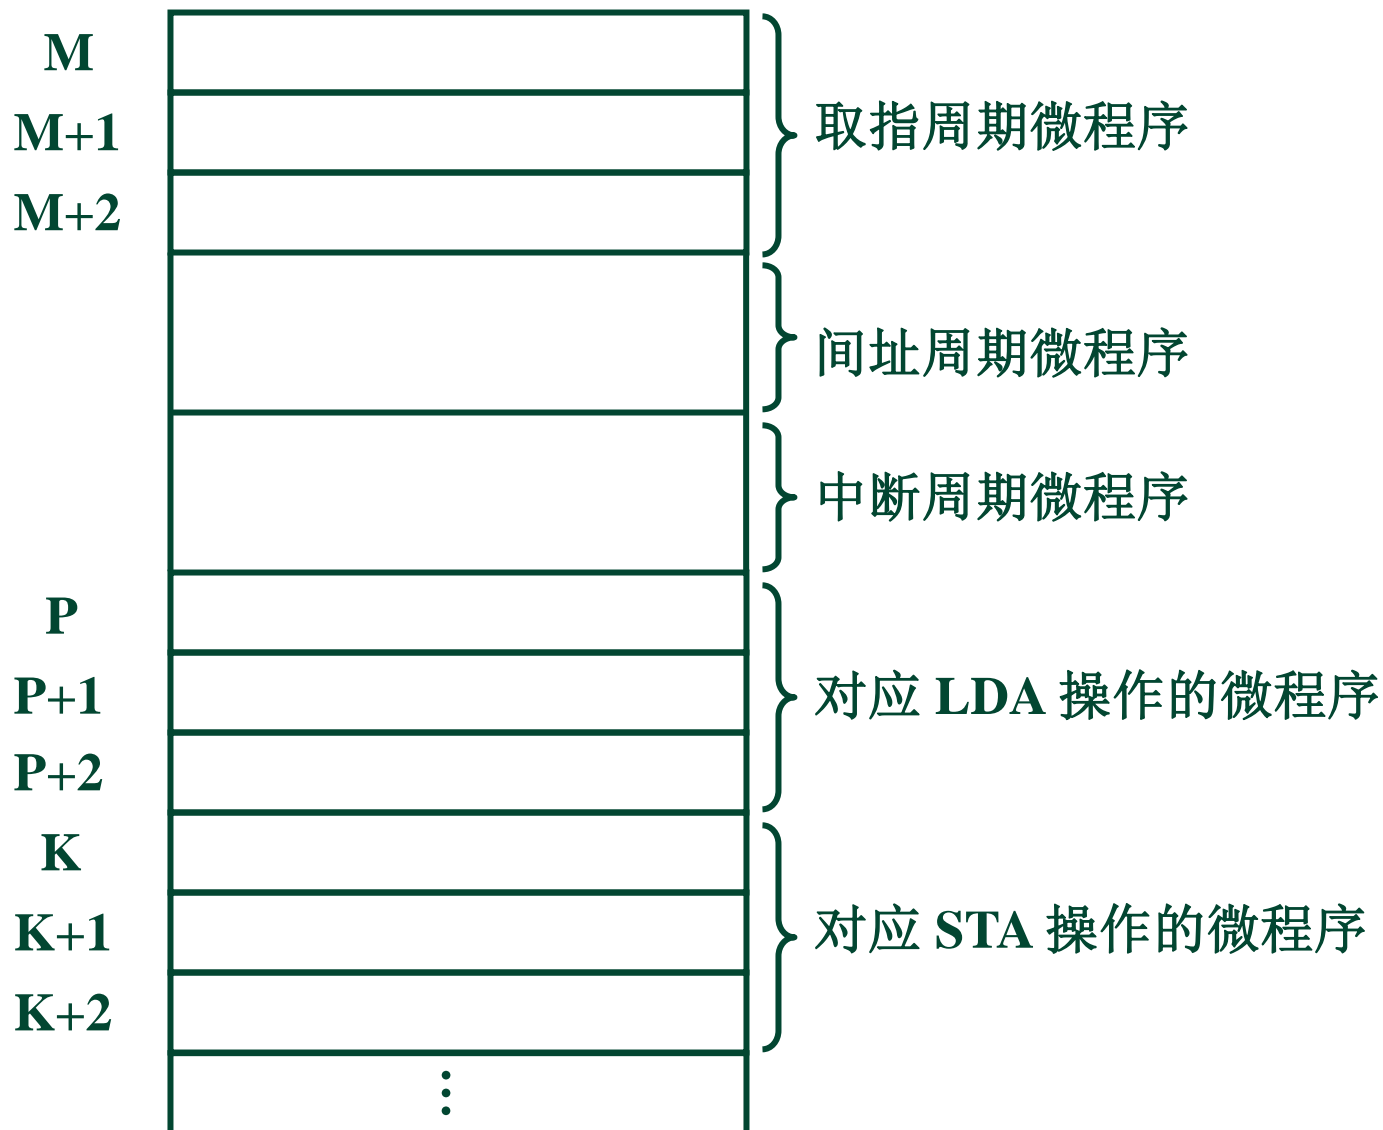 M
M+1
取指周期微程序
M+2
间址周期微程序
中断周期微程序
P
P+1
对应 LDA 操作的微程序
P+2
K
K+1
对应 STA 操作的微程序
K+2
⋮